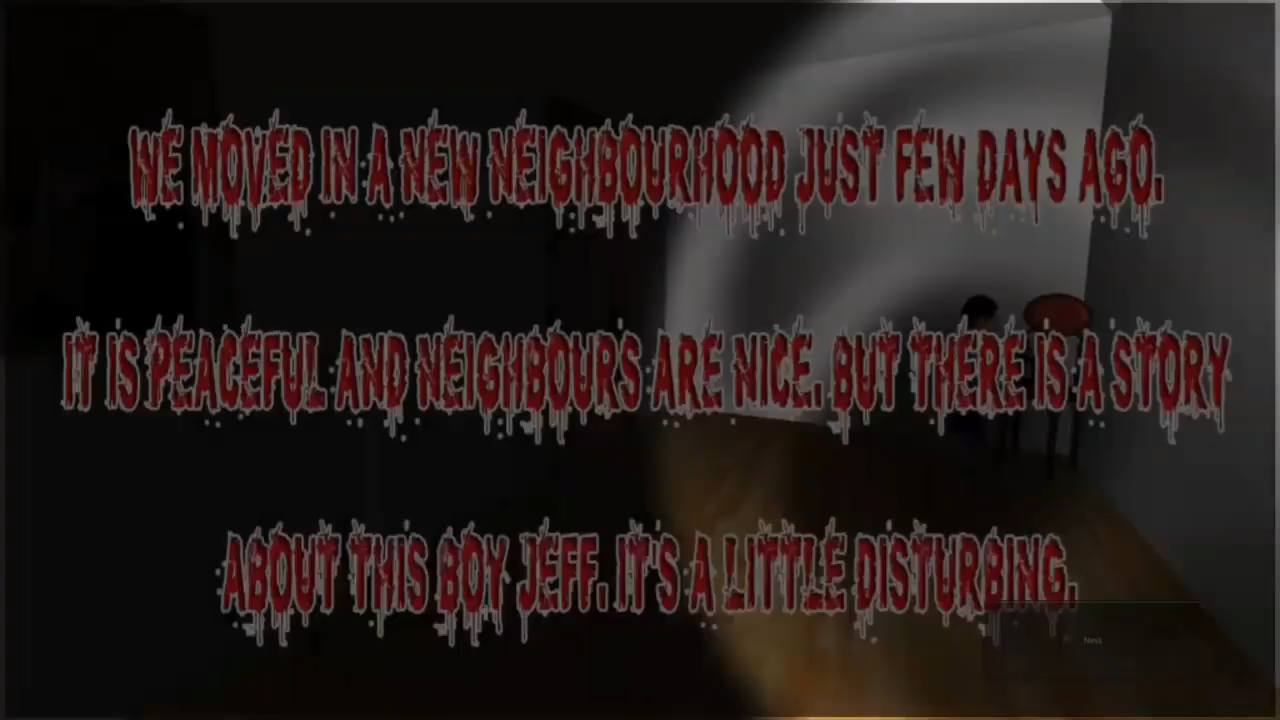 WE MOVED IN A NEW NEIGHBOURHOOD JUST FEW DAYS AGO.
IT IS PEACEFUL AND NEIGHBOURS ARE NICE. BUT THERE IS A STORY
ABOUT THIS BOY JEFF. IT'S A LITTLE DISTURBING.